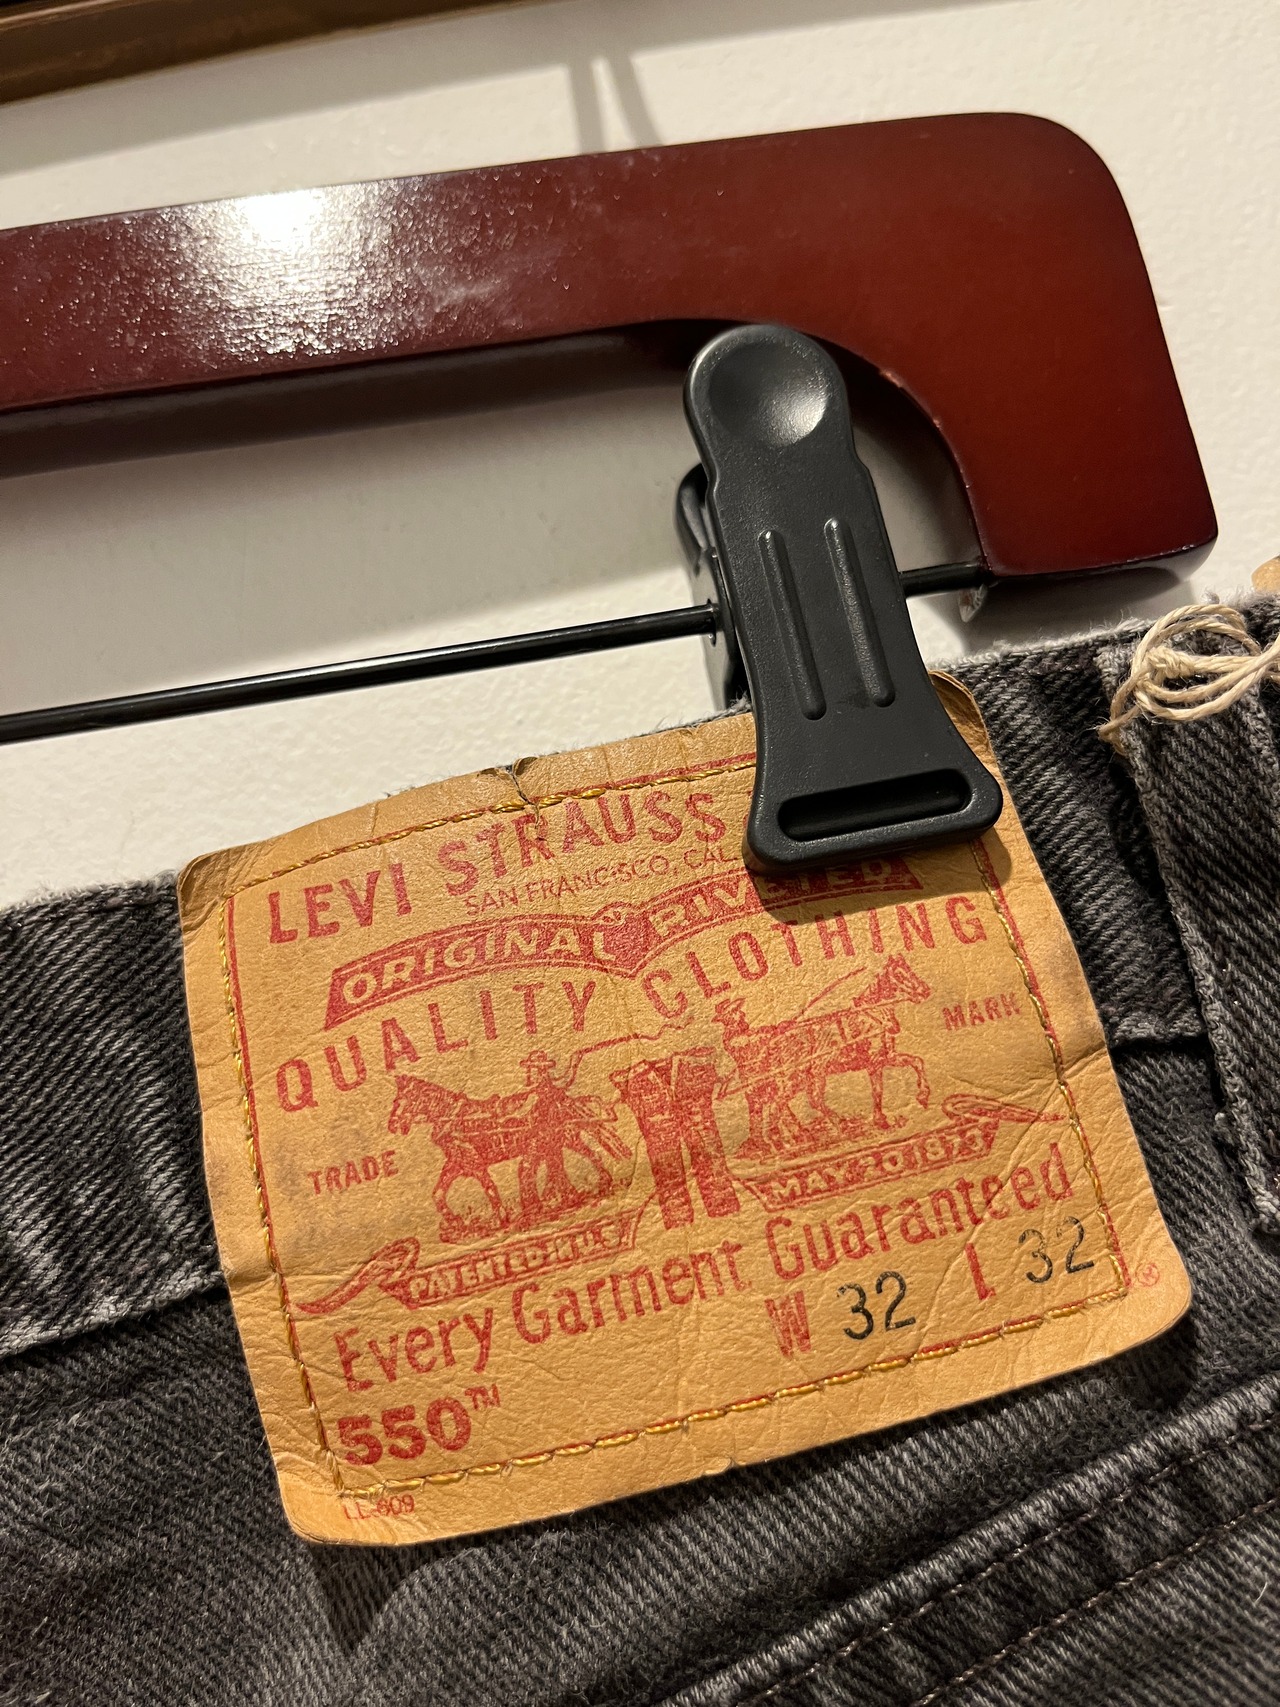 LEVI STRAUSS
SAN FRANCISCO, CAL
ORIGINAL RIVETED
QUALITY CLOTHING
TRADE MARK
PATENTED IN U.S. MAY 20 1873
Every Garment Guaranteed
W 32 L 32
550™
®